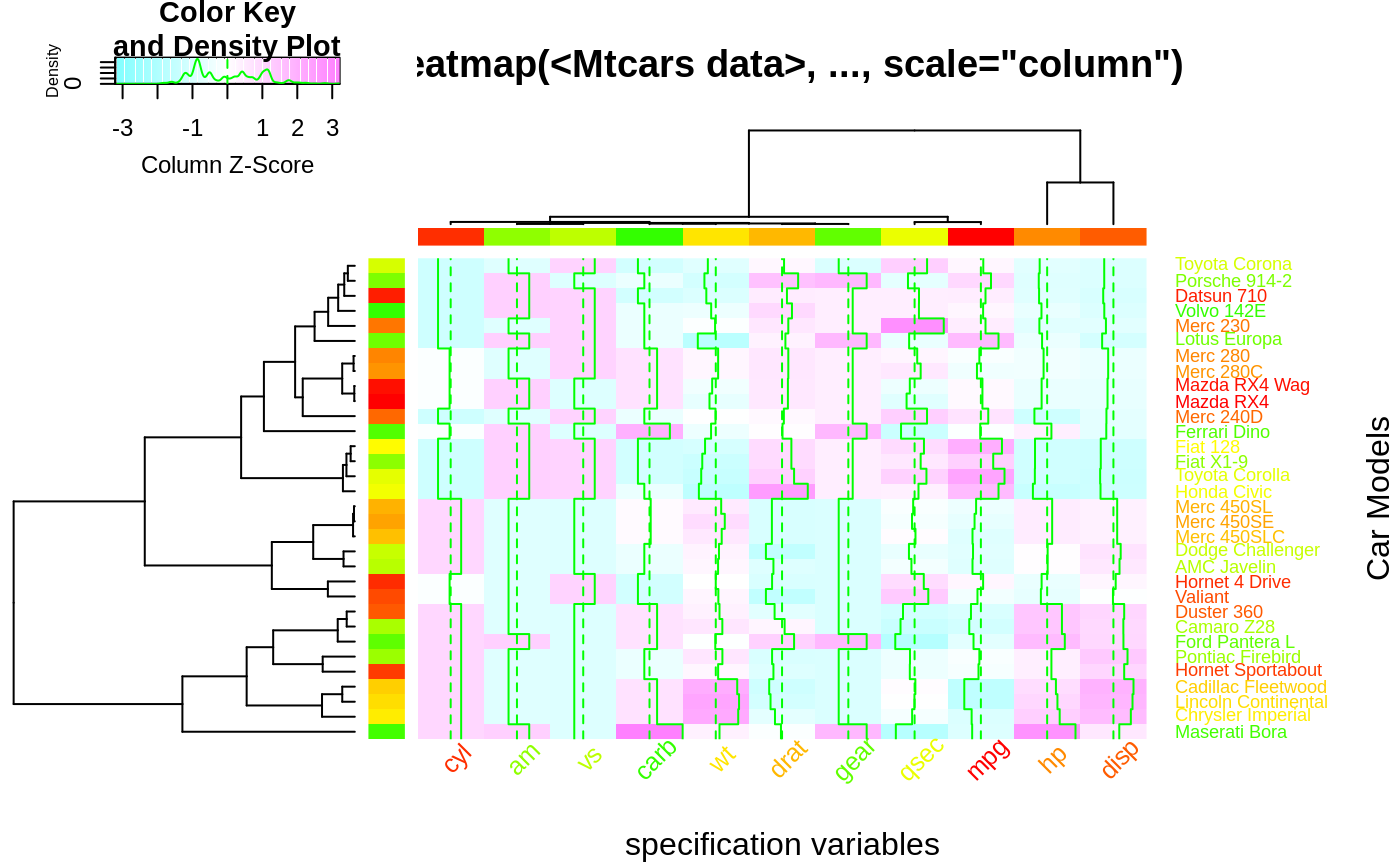 Color Key
and Density Plot
eatmap(<Mtcars data>, ..., scale="column")
Density
0
-3 -1 1 2 3
Column Z-Score
Toyota Corona
Porsche 914-2
Datsun 710
Volvo 142E
Merc 230
Lotus Europa
Merc 280
Merc 280C
Mazda RX4 Wag
Mazda RX4
Merc 240D
Ferrari Dino
Fiat 128
Fiat X1-9
Toyota Corolla
Honda Civic
Merc 450SL
Merc 450SE
Merc 450SLC
Dodge Challenger
AMC Javelin
Hornet 4 Drive
Valiant
Duster 360
Camaro Z28
Ford Pantera L
Pontiac Firebird
Hornet Sportabout
Cadillac Fleetwood
Lincoln Continental
Chrysler Imperial
Maserati Bora
Car Models
cyl am vs carb wt drat gear qsec mpg hp disp
specification variables